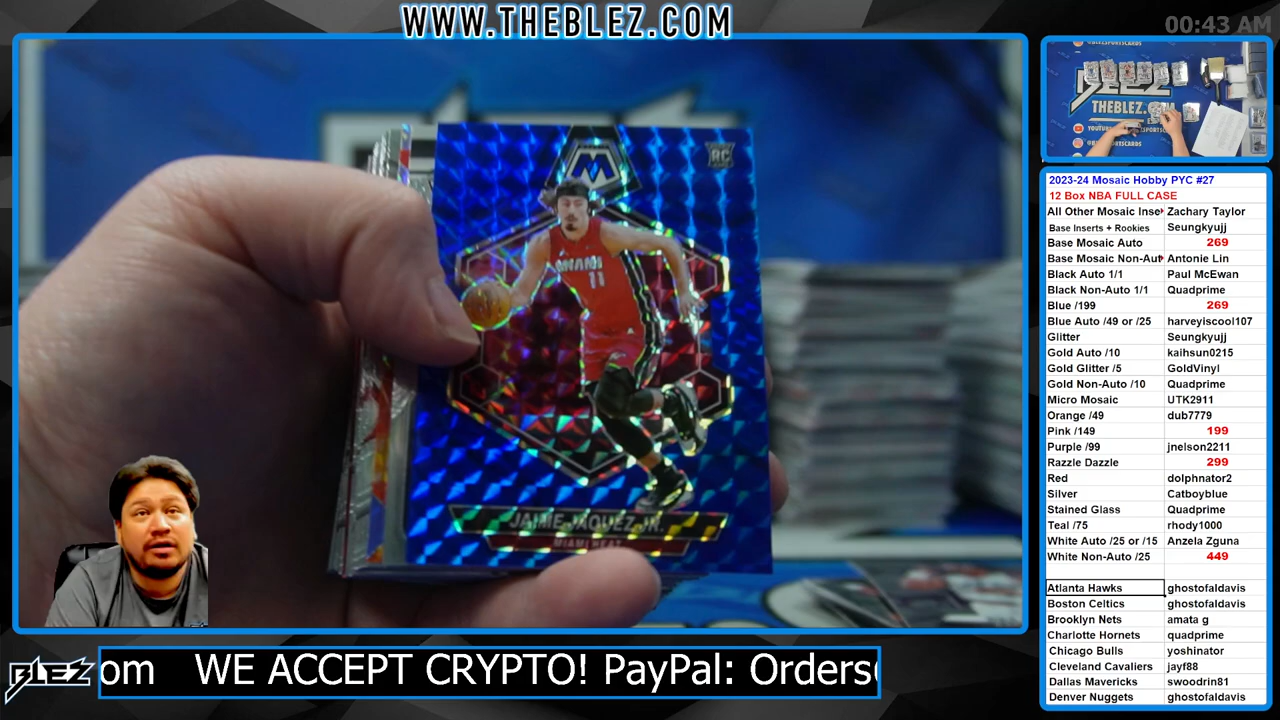 WWW.THEBLEZ.COM
00:43 AM
RC
MIAMI
11
JAIME JAQUEZ JR.
MIAMI HEAT
THEBLEZ.CO
2023-24 Mosaic Hobby PYC #27
12 Box NBA FULL CASE
All Other Mosaic Inse Zachary Taylor
Base Inserts + Rookies Seungkyujj
Base Mosaic Auto 269
Base Mosaic Non-Aut Antonie Lin
Black Auto 1/1 Paul McEwan
Black Non-Auto 1/1 Quadprime
Blue /199 269
Blue Auto /49 or /25 harveyiscool107
Glitter Seungkyujj
Gold Auto /10 kaihsun0215
Gold Glitter /5 GoldVinyl
Gold Non-Auto /10 Quadprime
Micro Mosaic UTK2911
Orange /49 dub7779
Pink /149 199
Purple /99 jnelson2211
Razzle Dazzle 299
Red dolphnator2
Silver Catboyblue
Stained Glass Quadprime
Teal /75 rhody1000
White Auto /25 or /15 Anzela Zguna
White Non-Auto /25 449
Atlanta Hawks ghostofaldavis
Boston Celtics ghostofaldavis
Brooklyn Nets amata g
Charlotte Hornets quadprime
Chicago Bulls yoshinator
Cleveland Cavaliers jayf88
Dallas Mavericks swoodrin81
Denver Nuggets ghostofaldavis
BLEZ
om WE ACCEPT CRYPTO! PayPal: Orders